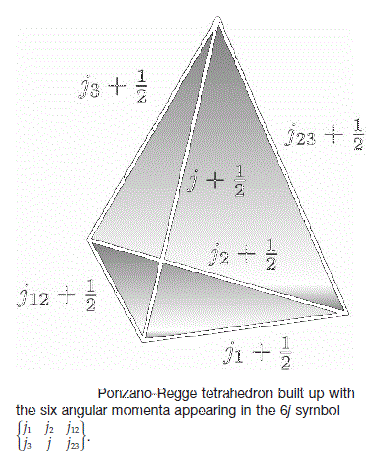 j₃ + 1/2
j₂₃ + 1/2
j + 1/2
j₂ + 1/2
j₁₂ + 1/2
j₁ + 1/2
Ponzano-Regge tetrahedron built up with
the six angular momenta appearing in the 6j symbol
{j₁ j₂ j₁₂
j₃ j j₂₃}.